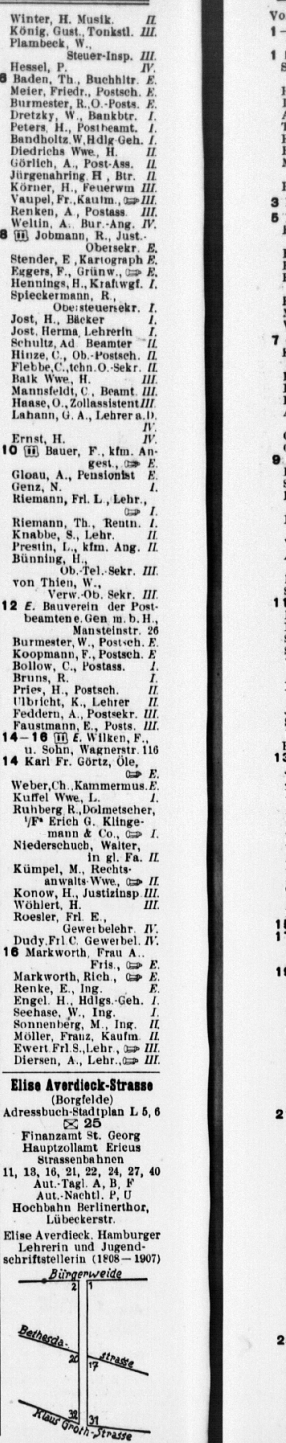 Winter, H. Musik. II.
König, Gust., Tonkstl. III.
Plambeck, W.,
Steuer-Insp. III.
Hessel, P. IV.
6 Baden, Th., Buchhltr. E.
Meier, Friedr., Postsch. E.
Burmester, R., O.-Posts. E.
Dretzky, W., Bankbtr. I.
Peters, H., Postbeamt. I.
Bandholtz, W, Hdlg-Geh. I.
Diedrichs Wwe., H. II.
Görlich, A., Post-Ass. II.
Jürgenahring, H, Btr. II.
Körner, H., Feuerwm III.
Vaupel, Fr., Kaufm., III.
Renken, A., Postass. III.
Weltin, A. Bur.-Ang. IV.
8 Jobmann, R., Just.-
Obersekr. E.
Stender, E, Kartograph E.
Eggers, F., Grünw., E.
Hennings, H., Kraftwgf. I.
Spieckermann, R.,
Obersteuersekr. I.
Jost, H., Bäcker I.
Jost, Herma, Lehrerin I.
Schultz, Ad Beamter II.
Hinze, C., Ob.-Postsch. II.
Flebbe, C., tchn. O.-Sekr. II.
Balk Wwe., H. III.
Mannsfeldt, C, Beamt. III.
Haase, O., Zollassistent III.
Lahann, G. A., Lehrer a.D.
IV.
Ernst, H. IV.
10 Bauer, F., kfm. An-
gest., E.
Gloau, A., Pensionist E.
Genz, N. I.
Riemann, Frl. L, Lehr.,
I.
Riemann, Th., Rentn. I.
Knabbe, S., Lehr. II.
Prestin, L., kfm. Ang. II.
Bünning, H.,
Ob.-Tel.-Sekr. III.
von Thien, W.,
Verw.-Ob. Sekr. III.
12 E. Bauverein der Post-
beamten e. Gen m. b. H.,
Mansteinstr. 26
Burmester, W., Postsch. E.
Koopmann, F., Postsch. E.
Bollow, C., Postass. I.
Bruns, R. I.
Pries, H., Postsch. II.
Ulbricht, K., Lehrer II.
Feddern, A., Postsekr. III.
Faustmann, E., Posts. III.
14–16 E. Wilken, F.,
u. Sohn, Wagnerstr. 116
14 Karl Fr. Görtz, Öle,
E.
Weber, Ch., Kammermus. E.
Kuffel Wwe., L. I.
Ruhberg R., Dolmetscher,
i/Fa Erich G. Klinge-
mann & Co., I.
Niederschuch, Walter,
in gl. Fa. II.
Kümpel, M., Rechts-
anwalts-Wwe., II.
Konow, H., Justizinsp III.
Wöhlert, H. III.
Roesler, Frl E.,
Gewerbelehr. IV.
Dudy, Frl C. Gewerbel. IV.
16 Markworth, Frau A..
Fris., E.
Markworth, Rich., E.
Renke, E., Ing. E.
Engel, H., Hdlgs.-Geh. I.
Seehase, W., Ing. I.
Sonnenberg, M., Ing. II.
Möller, Franz, Kaufm. II.
Ewert Frl. S., Lehr., III.
Diersen, A., Lehr., III.
Elise Averdieck-Strasse
(Borgfelde)
Adressbuch-Stadtplan L 5, 6
25
Finanzamt St. Georg
Hauptzollamt Ericus
Strassenbahnen
11, 13, 16, 21, 22, 24, 27, 40
Aut.-Tagl. A, B, F
Aut.-Nachtl. P, U
Hochbahn Berlinerthor,
Lübeckerstr.
Elise Averdieck, Hamburger
Lehrerin und Jugend-
schriftstellerin (1808–1907)
Bürgerweide
2 1
Bethesda-
20 17 strasse
32 31
Klaus Groth-Strasse